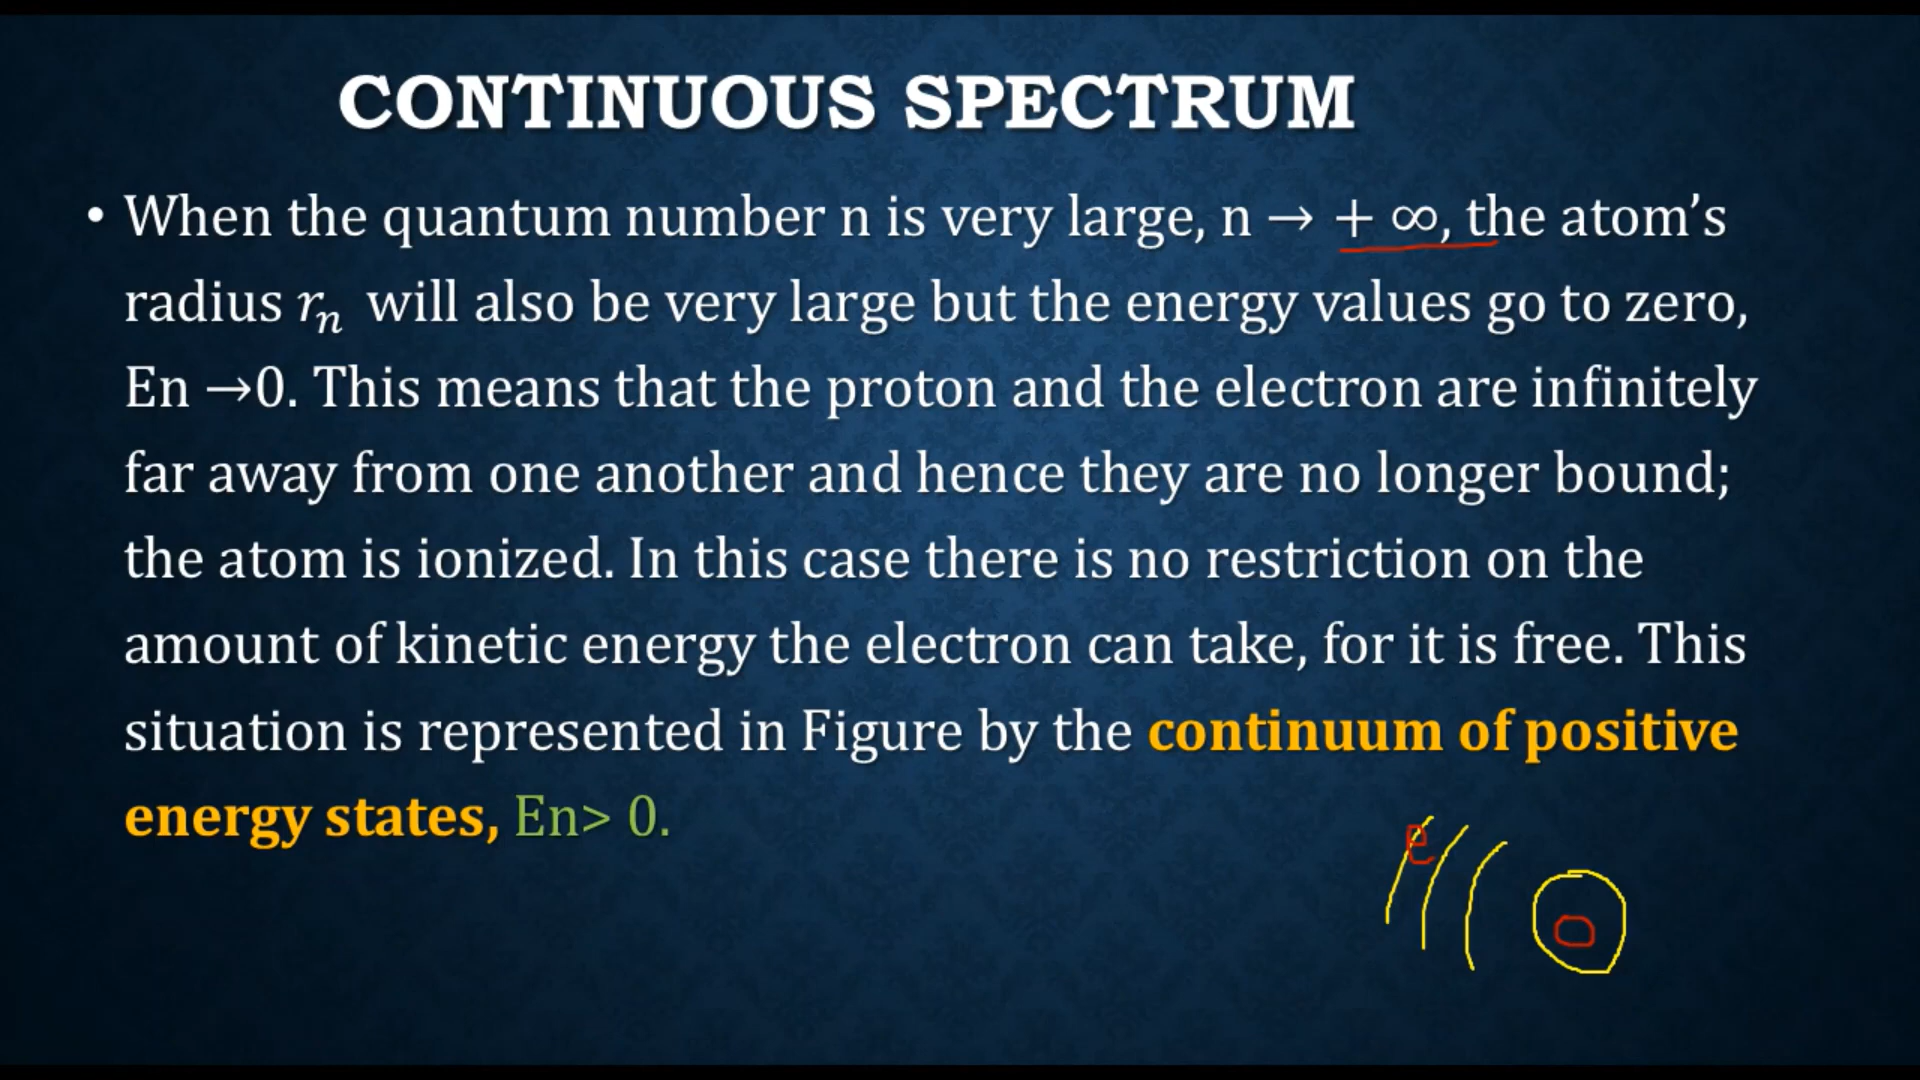 CONTINUOUS SPECTRUM
• When the quantum number n is very large, n → + ∞, the atom’s
radius rₙ will also be very large but the energy values go to zero,
En →0. This means that the proton and the electron are infinitely
far away from one another and hence they are no longer bound;
the atom is ionized. In this case there is no restriction on the
amount of kinetic energy the electron can take, for it is free. This
situation is represented in Figure by the continuum of positive
energy states, En> 0.
e